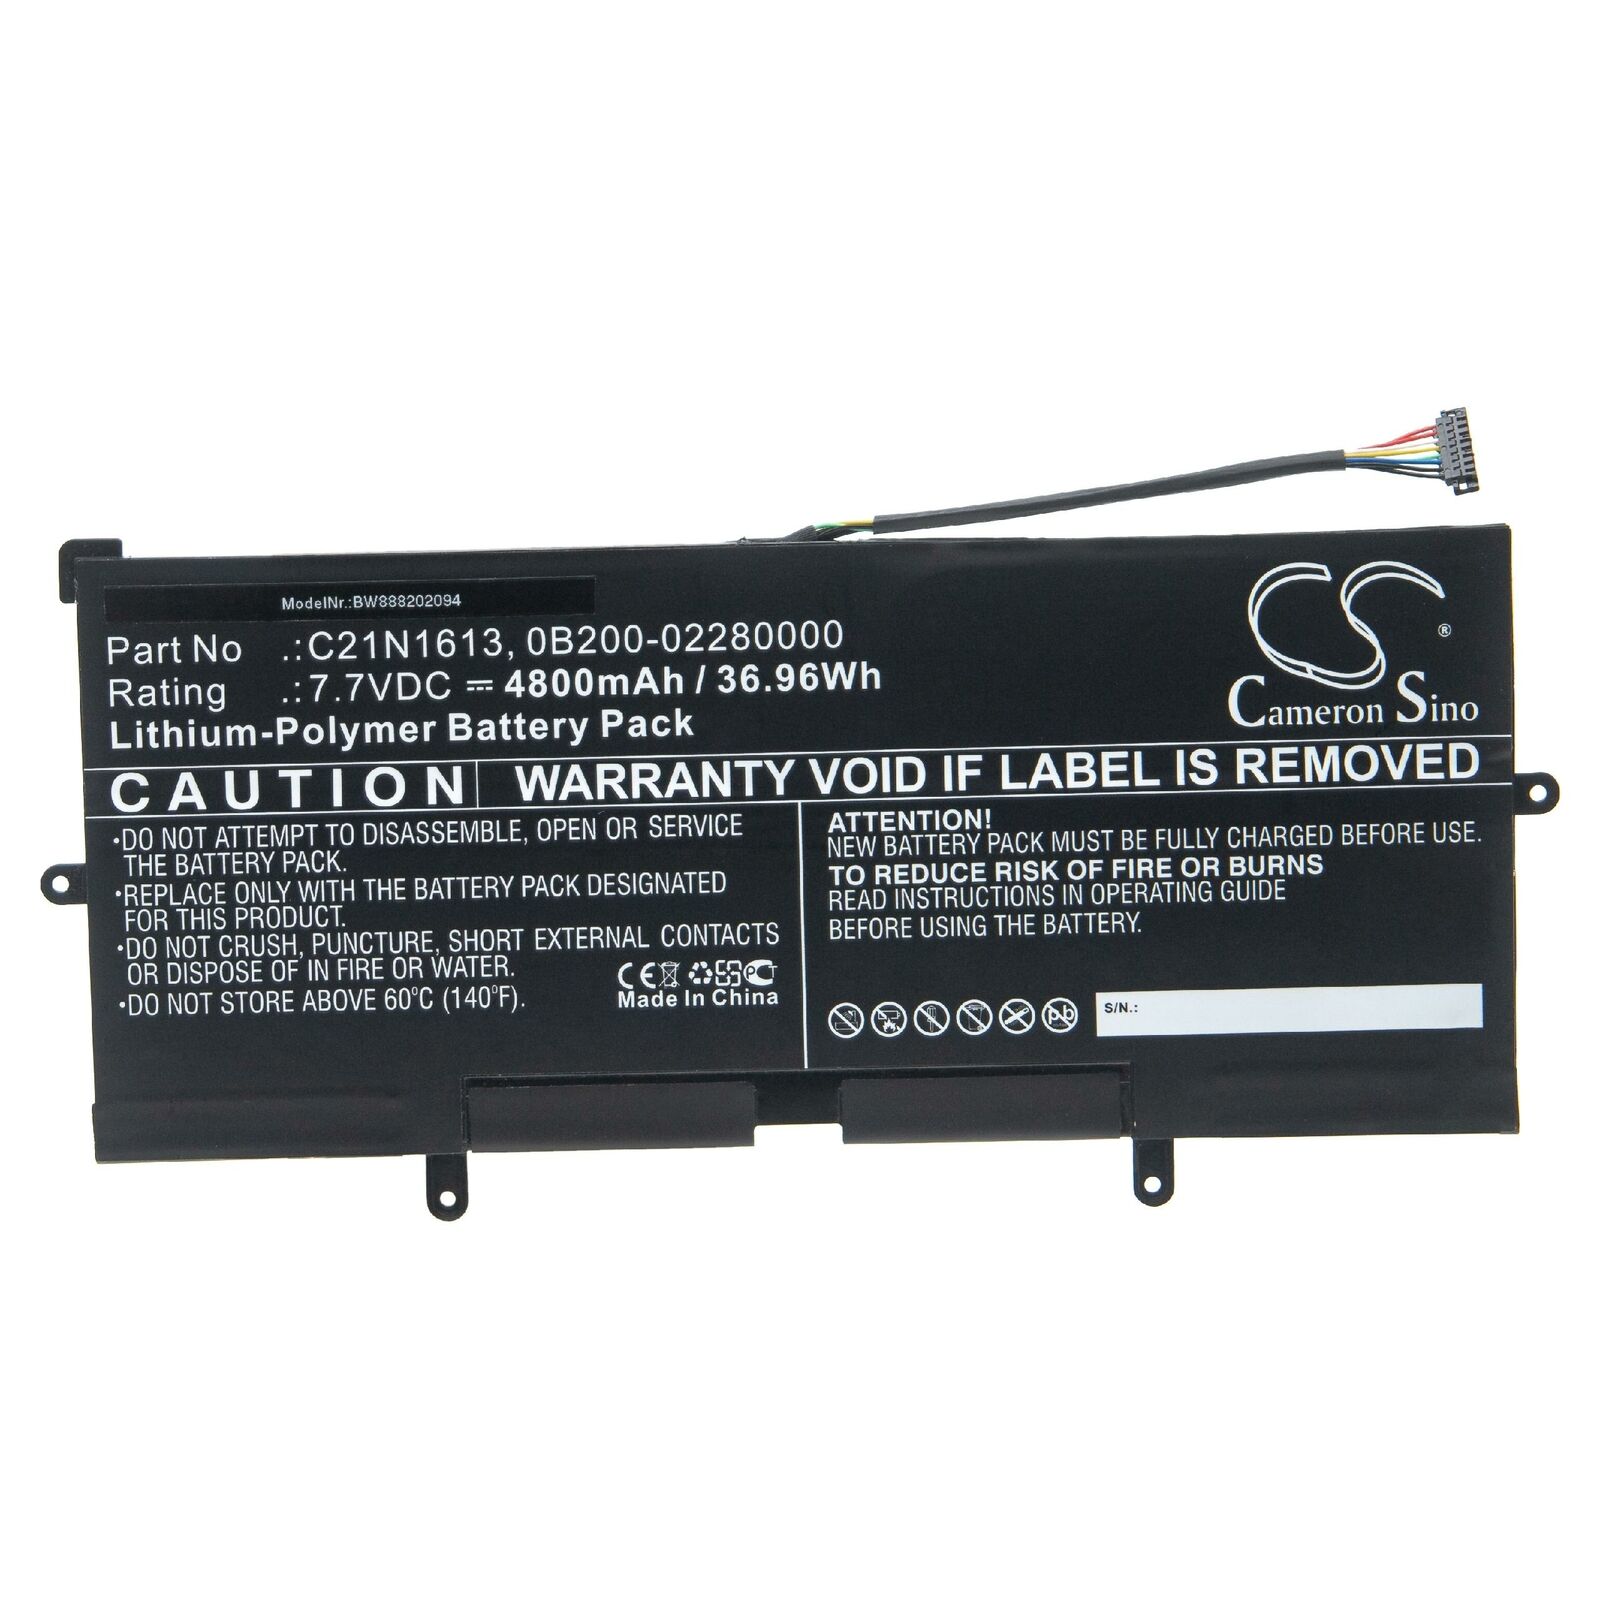 ModelNr.:BW888202094
Part No .:C21N1613, 0B200-02280000
Rating .:7.7VDC ⎓ 4800mAh / 36.96Wh
Lithium-Polymer Battery Pack
CS ®
Cameron Sino
CAUTION WARRANTY VOID IF LABEL IS REMOVED
•DO NOT ATTEMPT TO DISASSEMBLE, OPEN OR SERVICE
THE BATTERY PACK.
•REPLACE ONLY WITH THE BATTERY PACK DESIGNATED
FOR THIS PRODUCT.
•DO NOT CRUSH, PUNCTURE, SHORT EXTERNAL CONTACTS
OR DISPOSE OF IN FIRE OR WATER.
•DO NOT STORE ABOVE 60°C (140°F).
CE PCT
Made In China
ATTENTION!
NEW BATTERY PACK MUST BE FULLY CHARGED BEFORE USE.
TO REDUCE RISK OF FIRE OR BURNS
READ INSTRUCTIONS IN OPERATING GUIDE
BEFORE USING THE BATTERY.
pb
S/N.: